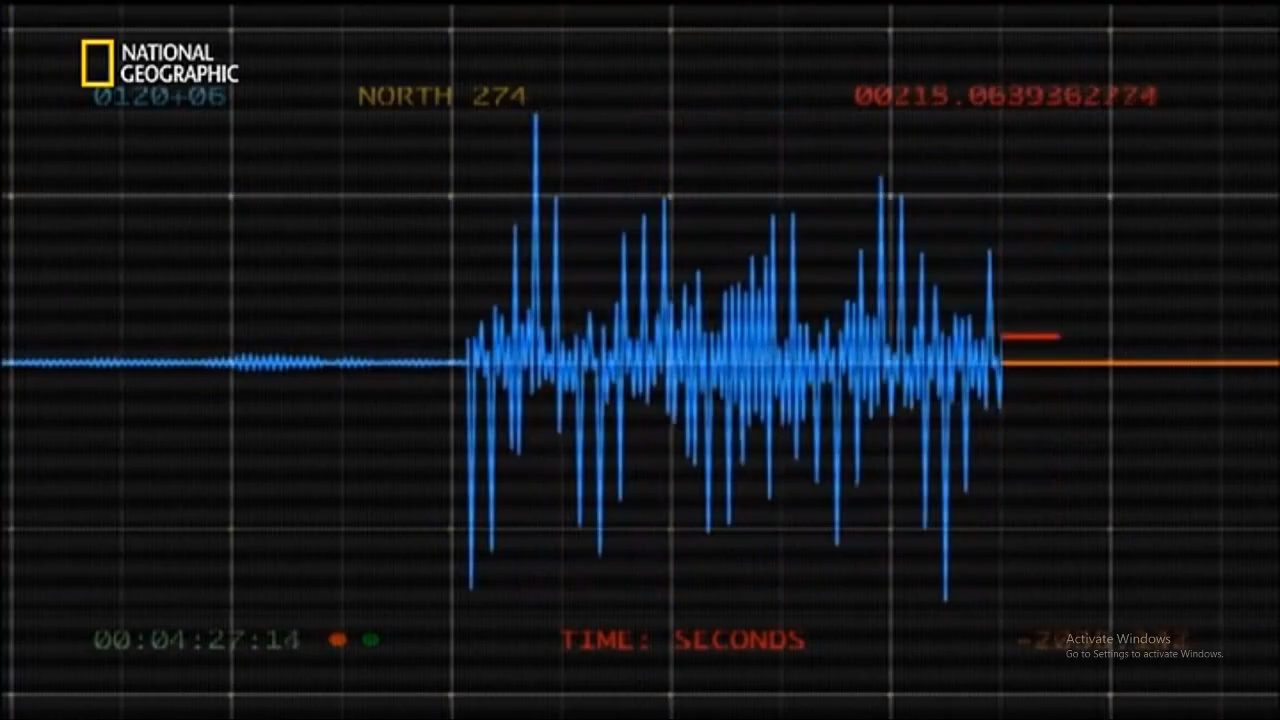 NATIONAL
GEOGRAPHIC
0120+06
NORTH 274
00215.0639362774
00:04:27:14
TIME: SECONDS
Activate Windows
Go to Settings to activate Windows.